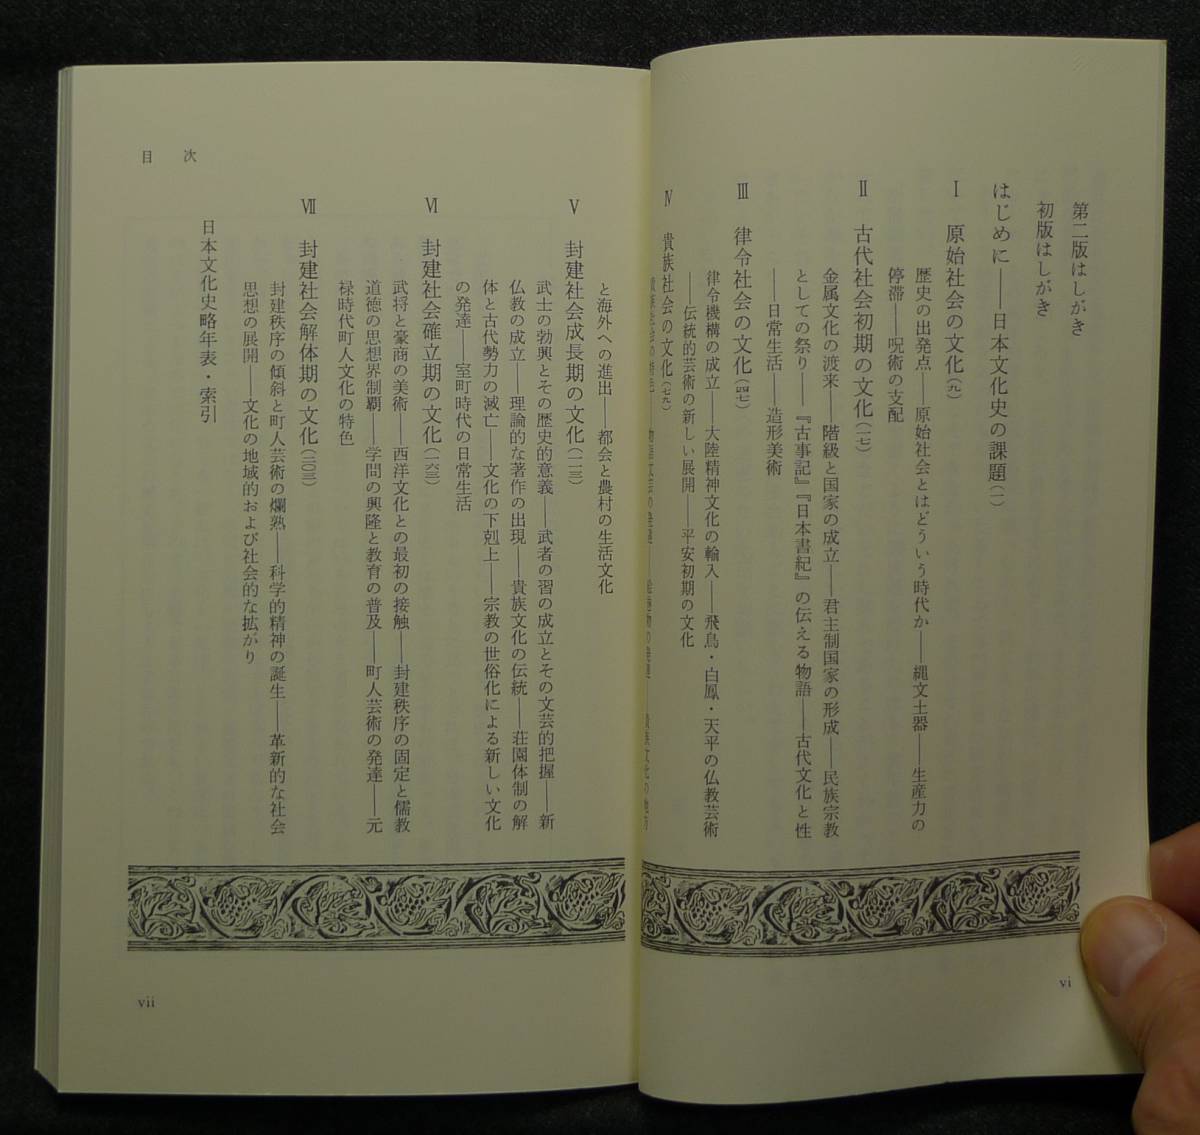 第二版はしがき
初版はしがき
はじめに――日本文化史の課題(一)
Ⅰ 原始社会の文化(九)
歴史の出発点――原始社会とはどういう時代か――縄文土器――生産力の
停滞――呪術の支配
Ⅱ 古代社会初期の文化(一七)
金属文化の渡来――階級と国家の成立――君主制国家の形成――民族宗教
としての祭り――『古事記』『日本書紀』の伝える物語――古代文化と性
――日常生活――造形美術
Ⅲ 律令社会の文化(四七)
律令機構の成立――大陸精神文化の輸入――飛鳥・白鳳・天平の仏教芸術
――伝統的芸術の新しい展開――平安初期の文化
Ⅳ 貴族社会の文化(七九)
vi
目次
と海外への進出――都会と農村の生活文化
Ⅴ 封建社会成長期の文化(一一三)
武士の勃興とその歴史的意義――武者の習の成立とその文芸的把握――新
仏教の成立――理論的な著作の出現――貴族文化の伝統――荘園体制の解
体と古代勢力の滅亡――文化の下剋上――宗教の世俗化による新しい文化
の発達――室町時代の日常生活
Ⅵ 封建社会確立期の文化(一六三)
武将と豪商の美術――西洋文化との最初の接触――封建秩序の固定と儒教
道徳の思想界制覇――学問の興隆と教育の普及――町人芸術の発達――元
禄時代町人文化の特色
Ⅶ 封建社会解体期の文化(二〇三)
封建秩序の傾斜と町人芸術の爛熟――科学的精神の誕生――革新的な社会
思想の展開――文化の地域的および社会的な拡がり
日本文化史略年表・索引
vii